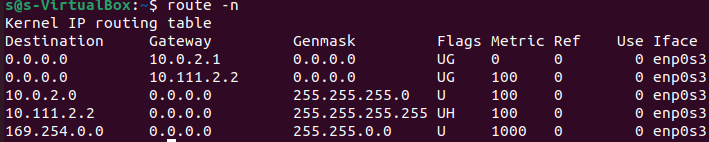 s@s-VirtualBox:~$ route -n
Kernel IP routing table
Destination     Gateway         Genmask         Flags Metric Ref    Use Iface
0.0.0.0         10.0.2.1        0.0.0.0         UG    0      0        0 enp0s3
0.0.0.0         10.111.2.2      0.0.0.0         UG    100    0        0 enp0s3
10.0.2.0        0.0.0.0         255.255.255.0   U     100    0        0 enp0s3
10.111.2.2      0.0.0.0         255.255.255.255 UH    100    0        0 enp0s3
169.254.0.0     0.0.0.0         255.255.0.0     U     1000   0        0 enp0s3